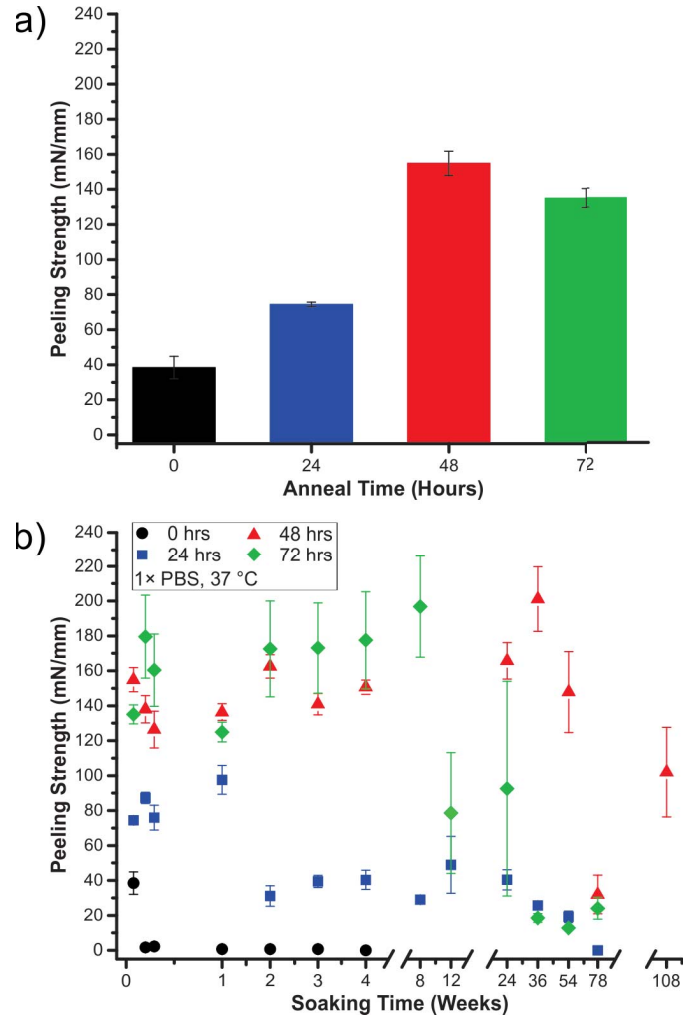 a)
240
220
200
180
160
140
120
100
80
60
40
20
0
Peeling Strength (mN/mm)
0 24 48 72
Anneal Time (Hours)
b)
240
220
200
180
160
140
120
100
80
60
40
20
0
Peeling Strength (mN/mm)
0 hrs 48 hrs
24 hrs 72 hrs
1× PBS, 37 °C
0 1 2 3 4 8 12 24 36 54 78 108
Soaking Time (Weeks)